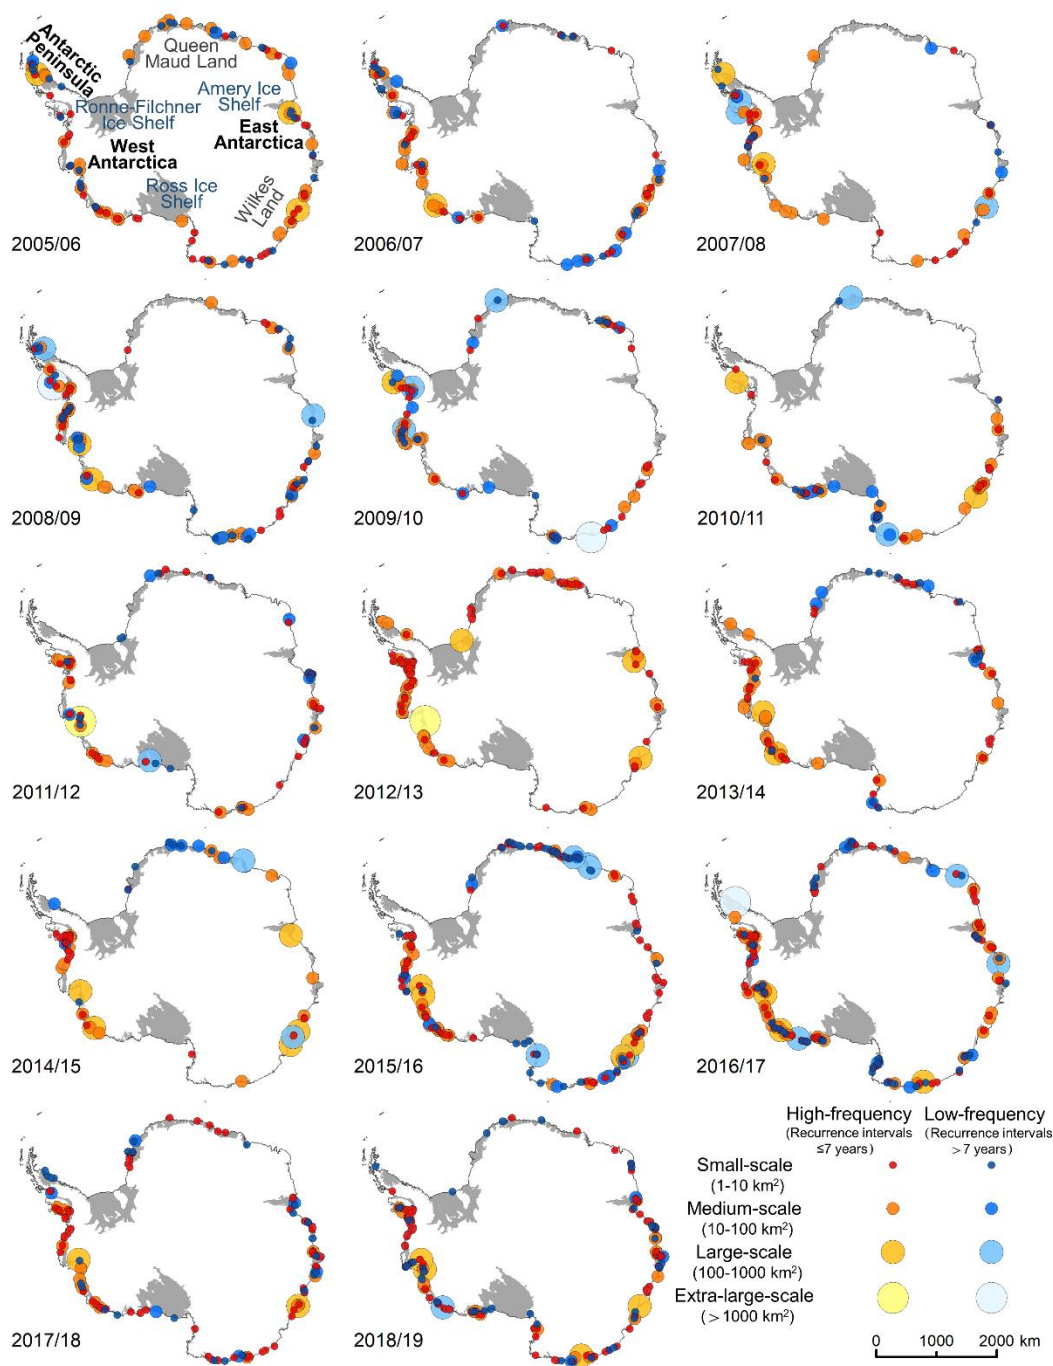 Antarctic
Peninsula
Queen
Maud Land
Amery Ice
Shelf
Ronne-Filchner
Ice Shelf
East
Antarctica
West
Antarctica
Ross Ice
Shelf
Wilkes
Land
2005/06
2006/07
2007/08
2008/09
2009/10
2010/11
2011/12
2012/13
2013/14
2014/15
2015/16
2016/17
2017/18
2018/19
High-frequency
(Recurrence intervals
≤7 years)
Low-frequency
(Recurrence intervals
> 7 years)
Small-scale
(1-10 km²)
Medium-scale
(10-100 km²)
Large-scale
(100-1000 km²)
Extra-large-scale
(> 1000 km²)
0 1000 2000 km